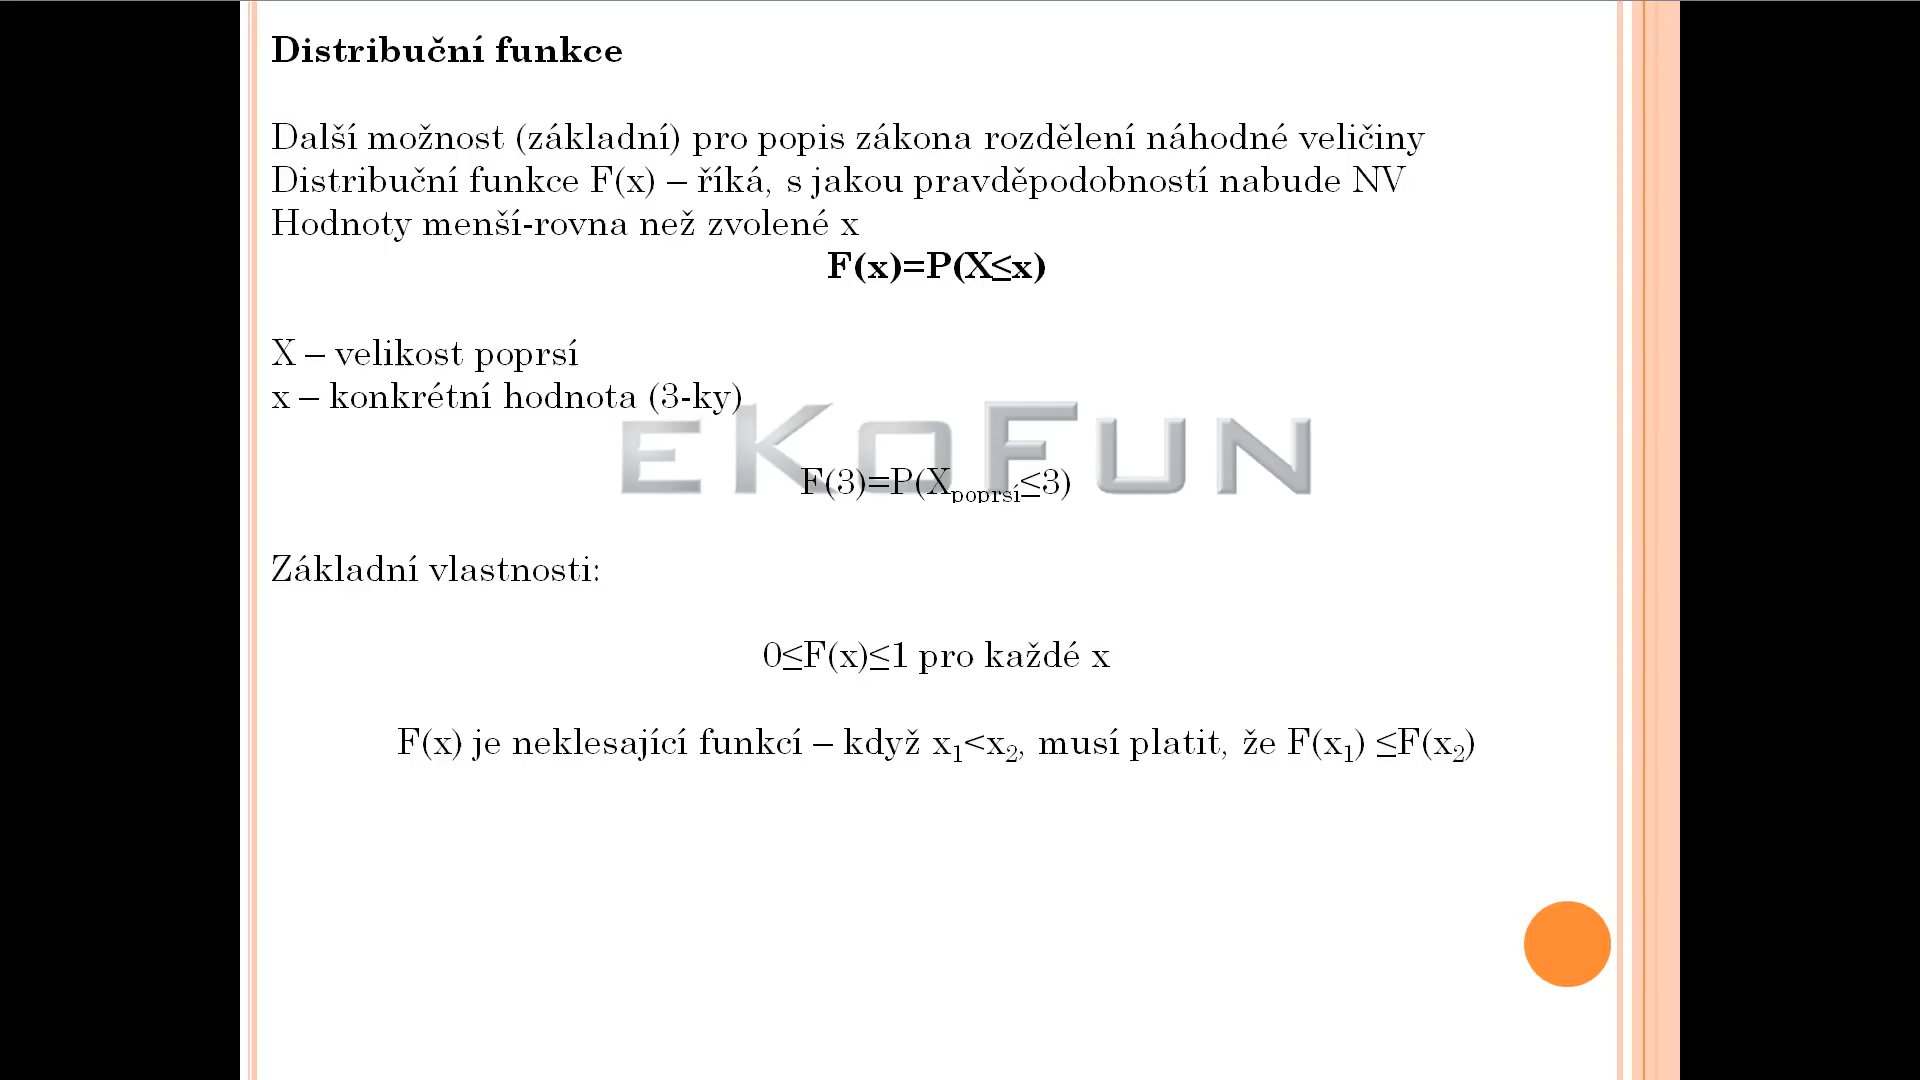 Distribuční funkce
Další možnost (základní) pro popis zákona rozdělení náhodné veličiny
Distribuční funkce F(x) – říká, s jakou pravděpodobností nabude NV
Hodnoty menší-rovna než zvolené x
F(x)=P(X≤x)
X – velikost poprsí
x – konkrétní hodnota (3-ky)
eKoFun
F(3)=P(Xpoprsí≤3)
Základní vlastnosti:
0≤F(x)≤1 pro každé x
F(x) je neklesající funkcí – když x₁<x₂, musí platit, že F(x₁) ≤F(x₂)